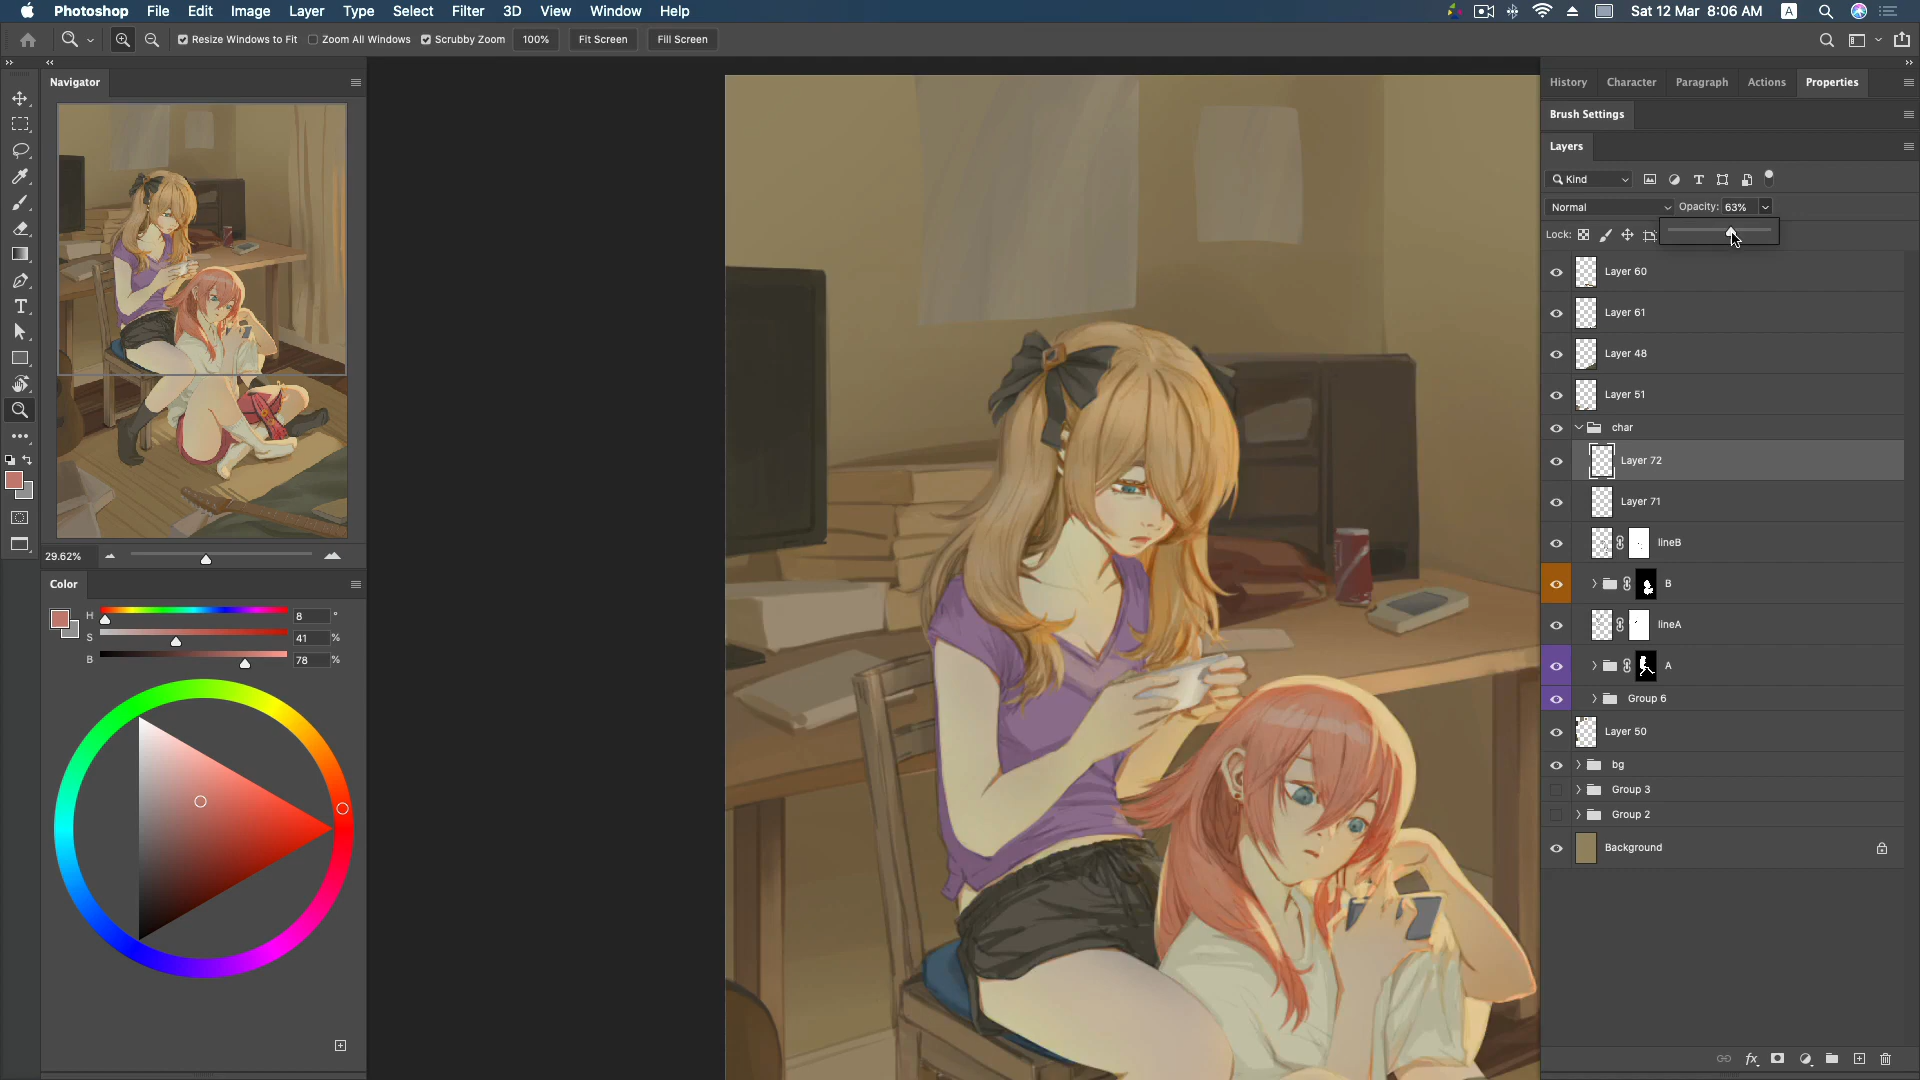 Photoshop File Edit Image Layer Type Select Filter 3D View Window Help Sat 12 Mar 8:06 AM A
Resize Windows to Fit Zoom All Windows Scrubby Zoom 100% Fit Screen Fill Screen
Navigator
29.62%
Color
H 8 °
S 41 %
B 78 %
History Character Paragraph Actions Properties
Brush Settings
Layers
Kind
Normal Opacity: 63%
Lock:
Layer 60
Layer 61
Layer 48
Layer 51
char
Layer 72
Layer 71
lineB
B
lineA
A
Group 6
Layer 50
bg
Group 3
Group 2
Background